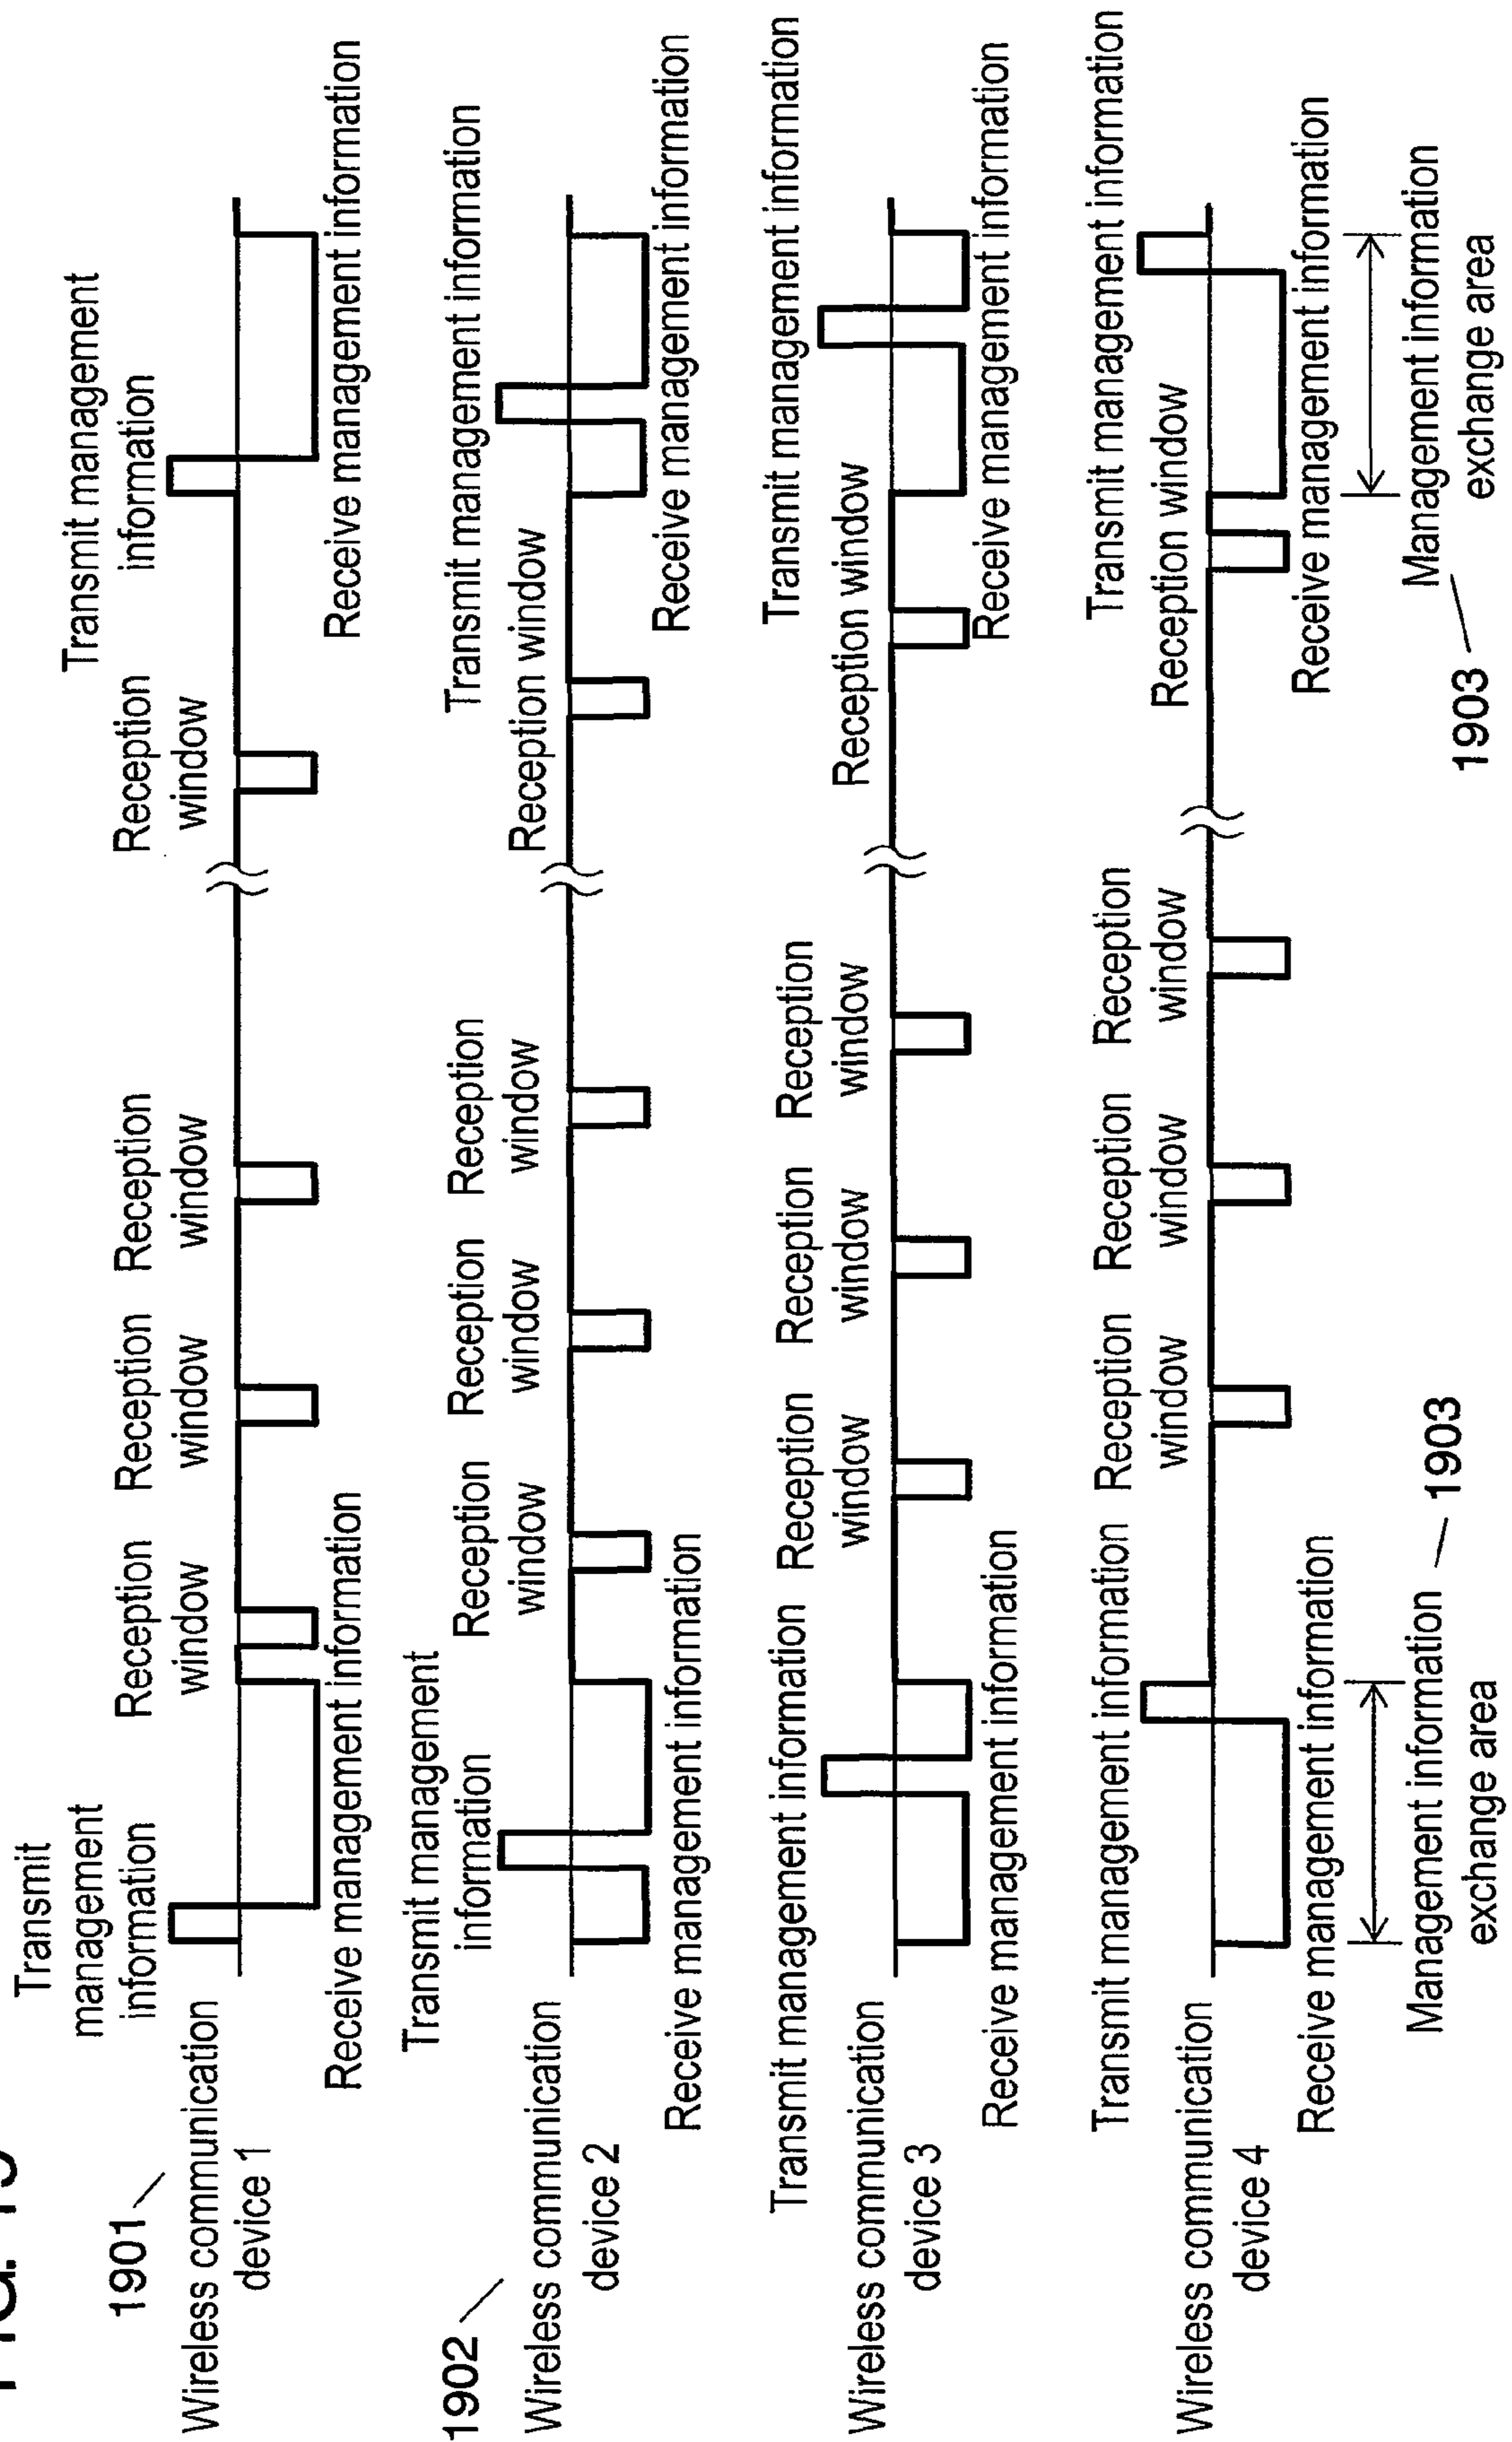 FIG. 19
1901
Wireless communication
device 1
Transmit
management
information
Receive management information
Reception
window
Reception
window
Reception
window
Reception
window
Transmit management
information
Receive management information
1902
Wireless communication
device 2
Transmit management
information
Receive management information
Reception
window
Reception
window
Reception
window
Reception window
Transmit management information
Receive management information
Wireless communication
device 3
Transmit management information
Receive management information
Reception
window
Reception
window
Reception
window
Reception window
Transmit management information
Receive management information
Wireless communication
device 4
Transmit management information
Receive management information
Reception
window
Reception
window
Reception
window
Reception window
Transmit management information
Receive management information
Management information
exchange area
1903
1903
Management information
exchange area